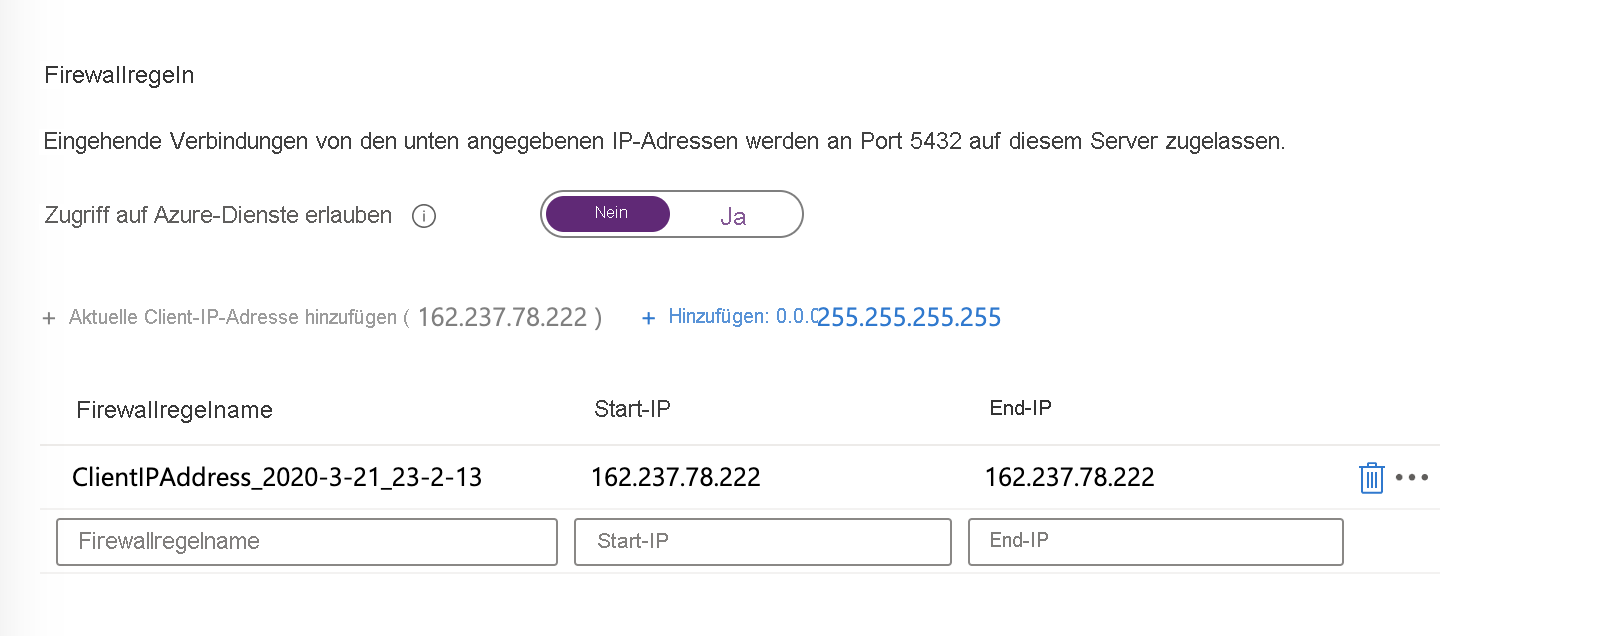 Firewallregeln
Eingehende Verbindungen von den unten angegebenen IP-Adressen werden an Port 5432 auf diesem Server zugelassen.
Zugriff auf Azure-Dienste erlauben Nein Ja
+ Aktuelle Client-IP-Adresse hinzufügen ( 162.237.78.222 ) + Hinzufügen: 0.0.0 255.255.255.255
Firewallregelname Start-IP End-IP
ClientIPAddress_2020-3-21_23-2-13 162.237.78.222 162.237.78.222
Firewallregelname Start-IP End-IP